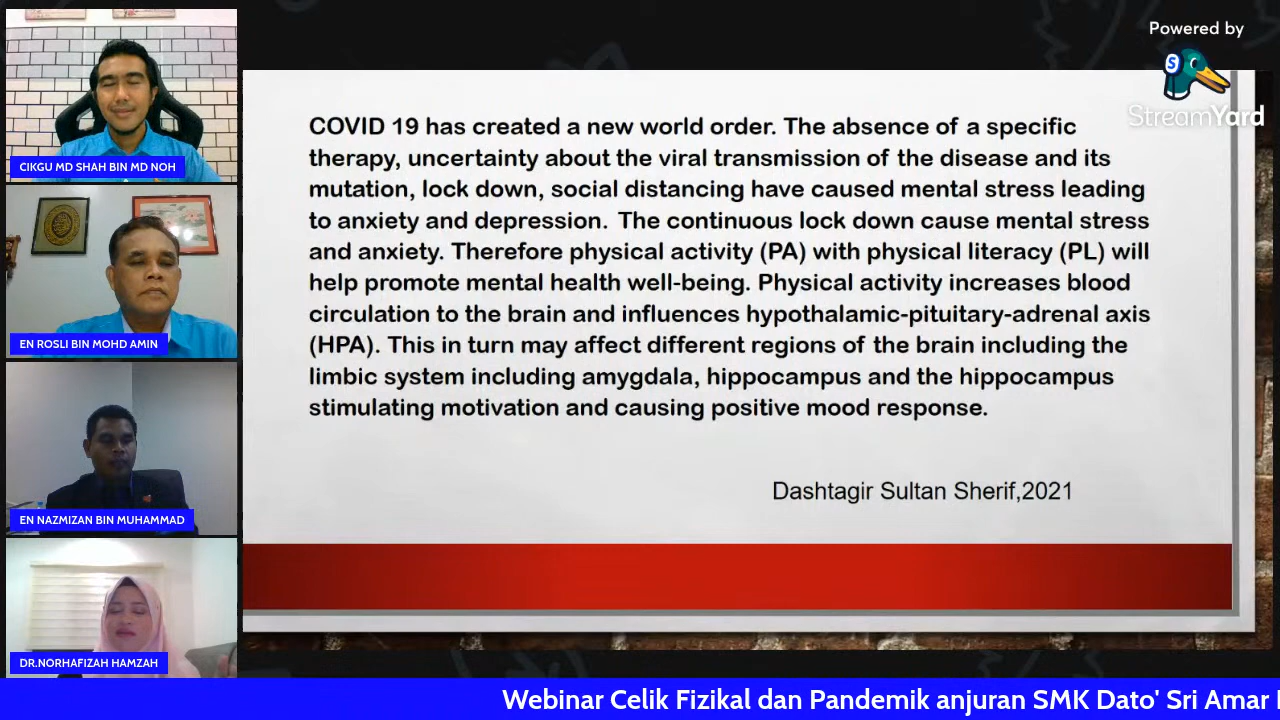 CIKGU MD SHAH BIN MD NOH
EN ROSLI BIN MOHD AMIN
EN NAZMIZAN BIN MUHAMMAD
DR.NORHAFIZAH HAMZAH
Powered by
StreamYard
COVID 19 has created a new world order. The absence of a specific
therapy, uncertainty about the viral transmission of the disease and its
mutation, lock down, social distancing have caused mental stress leading
to anxiety and depression. The continuous lock down cause mental stress
and anxiety. Therefore physical activity (PA) with physical literacy (PL) will
help promote mental health well-being. Physical activity increases blood
circulation to the brain and influences hypothalamic-pituitary-adrenal axis
(HPA). This in turn may affect different regions of the brain including the
limbic system including amygdala, hippocampus and the hippocampus
stimulating motivation and causing positive mood response.
Dashtagir Sultan Sherif,2021
Webinar Celik Fizikal dan Pandemik anjuran SMK Dato' Sri Amar